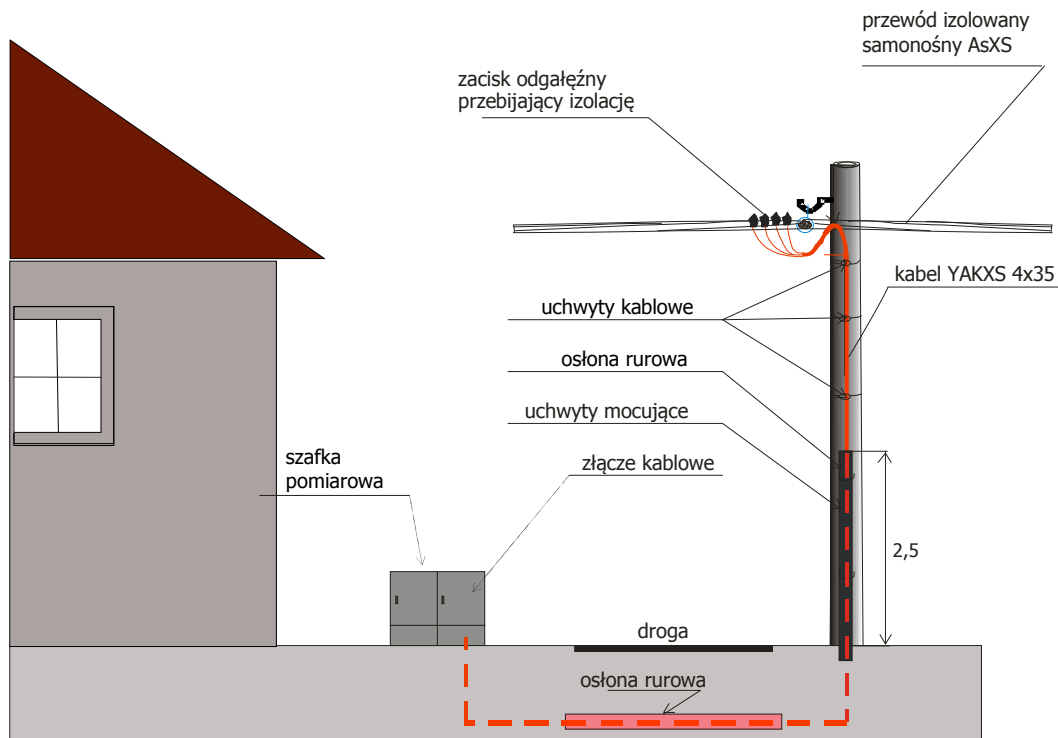 przewód izolowany
samonośny AsXS
zacisk odgałęźny
przebijający izolację
kabel YAKXS 4x35
uchwyty kablowe
osłona rurowa
uchwyty mocujące
szafka
pomiarowa
złącze kablowe
2,5
droga
osłona rurowa